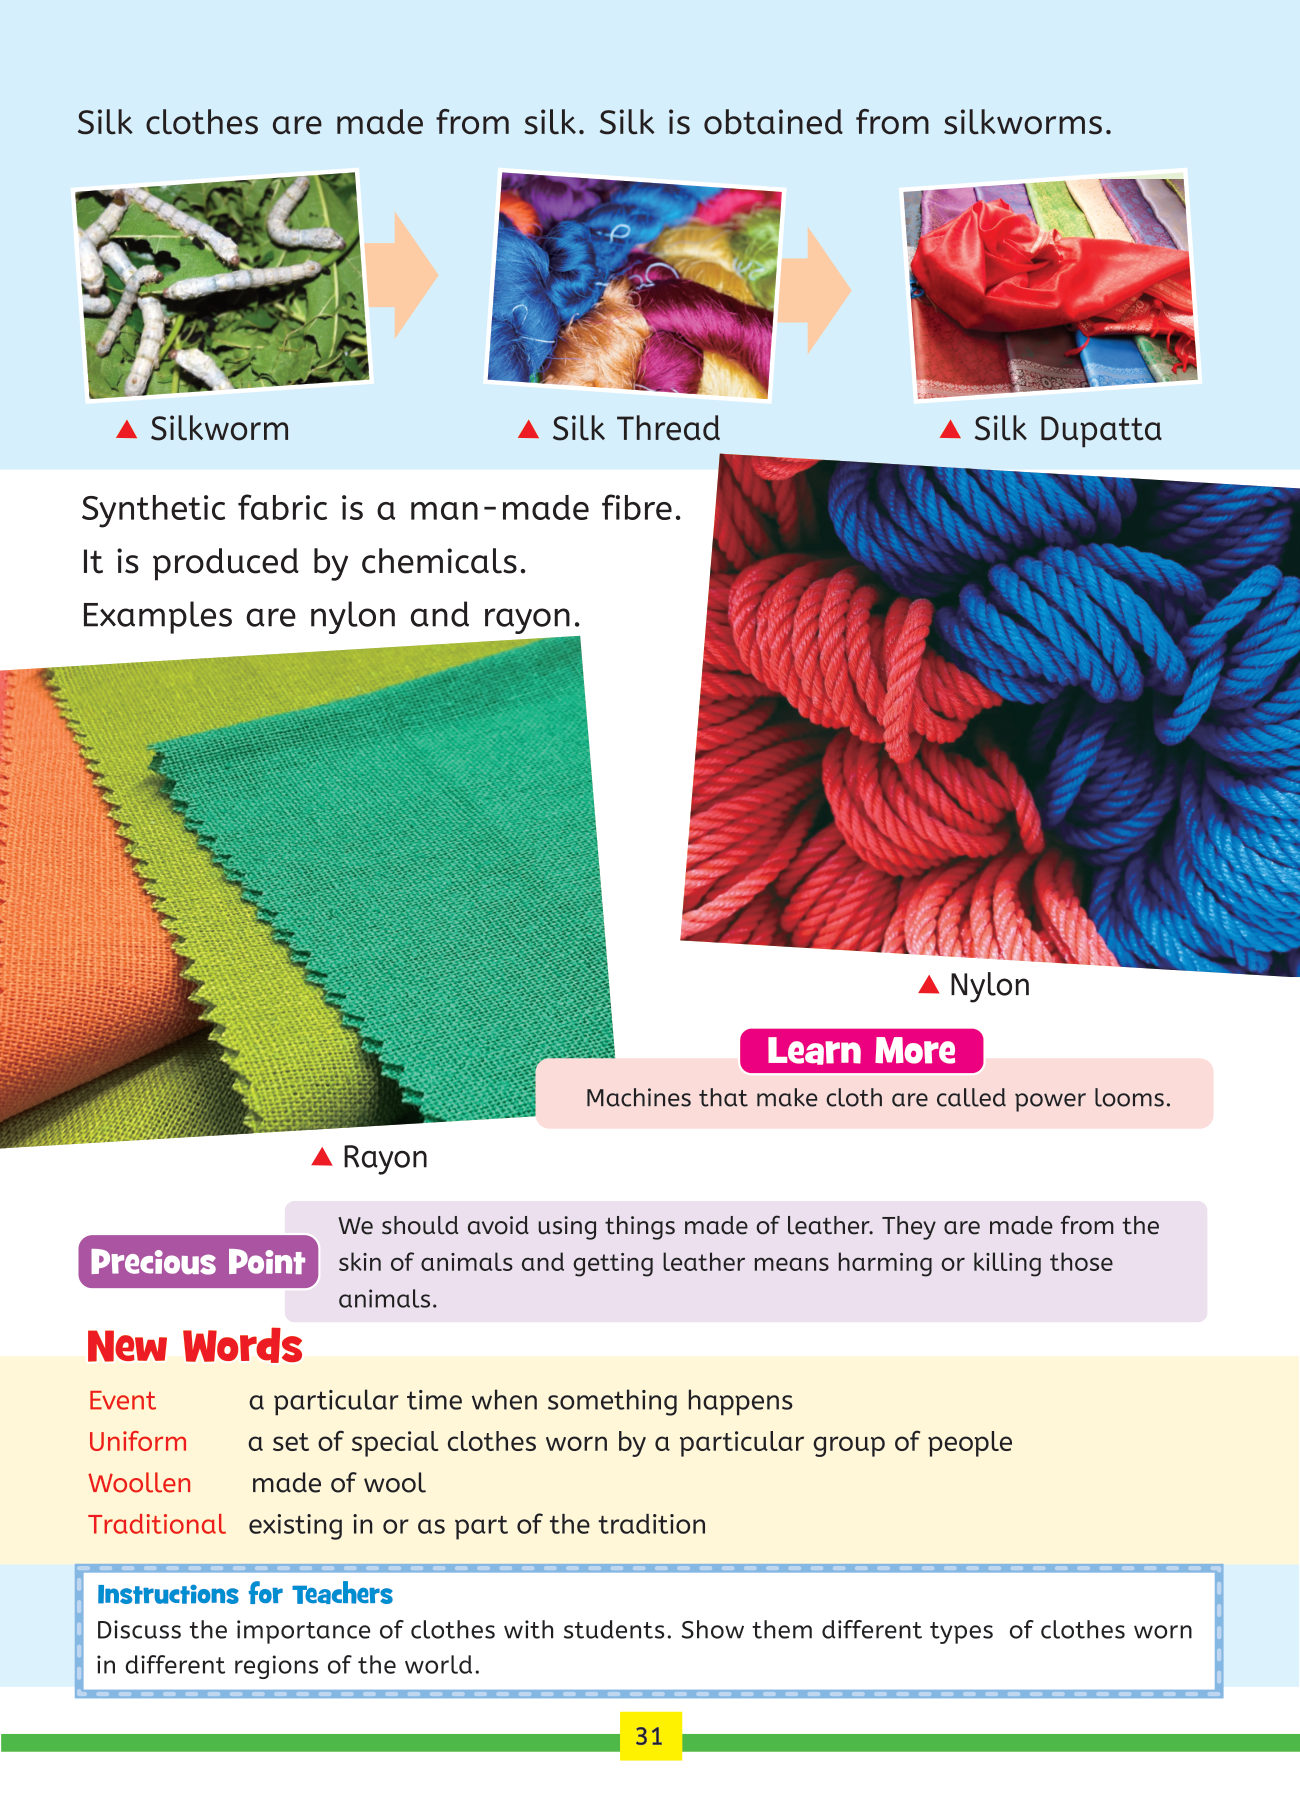 Silk clothes are made from silk. Silk is obtained from silkworms.
▲ Silkworm
▲ Silk Thread
▲ Silk Dupatta
Synthetic fabric is a man-made fibre.
It is produced by chemicals.
Examples are nylon and rayon.
▲ Nylon
Learn More
Machines that make cloth are called power looms.
▲ Rayon
Precious Point
We should avoid using things made of leather. They are made from the
skin of animals and getting leather means harming or killing those
animals.
New Words
Event a particular time when something happens
Uniform a set of special clothes worn by a particular group of people
Woollen made of wool
Traditional existing in or as part of the tradition
Instructions for Teachers
Discuss the importance of clothes with students. Show them different types of clothes worn
in different regions of the world.
31